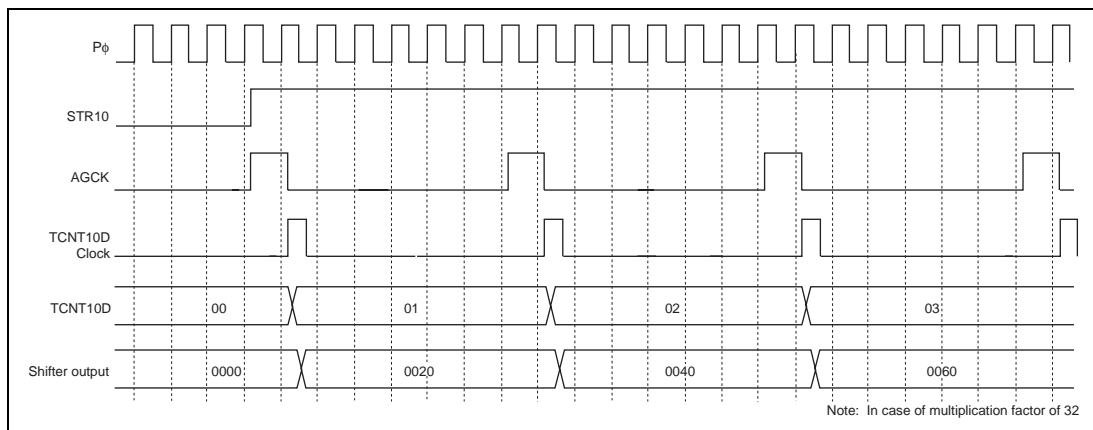 Pϕ
STR10
AGCK
TCNT10D
Clock
TCNT10D 00 01 02 03
Shifter output 0000 0020 0040 0060
Note: In case of multiplication factor of 32